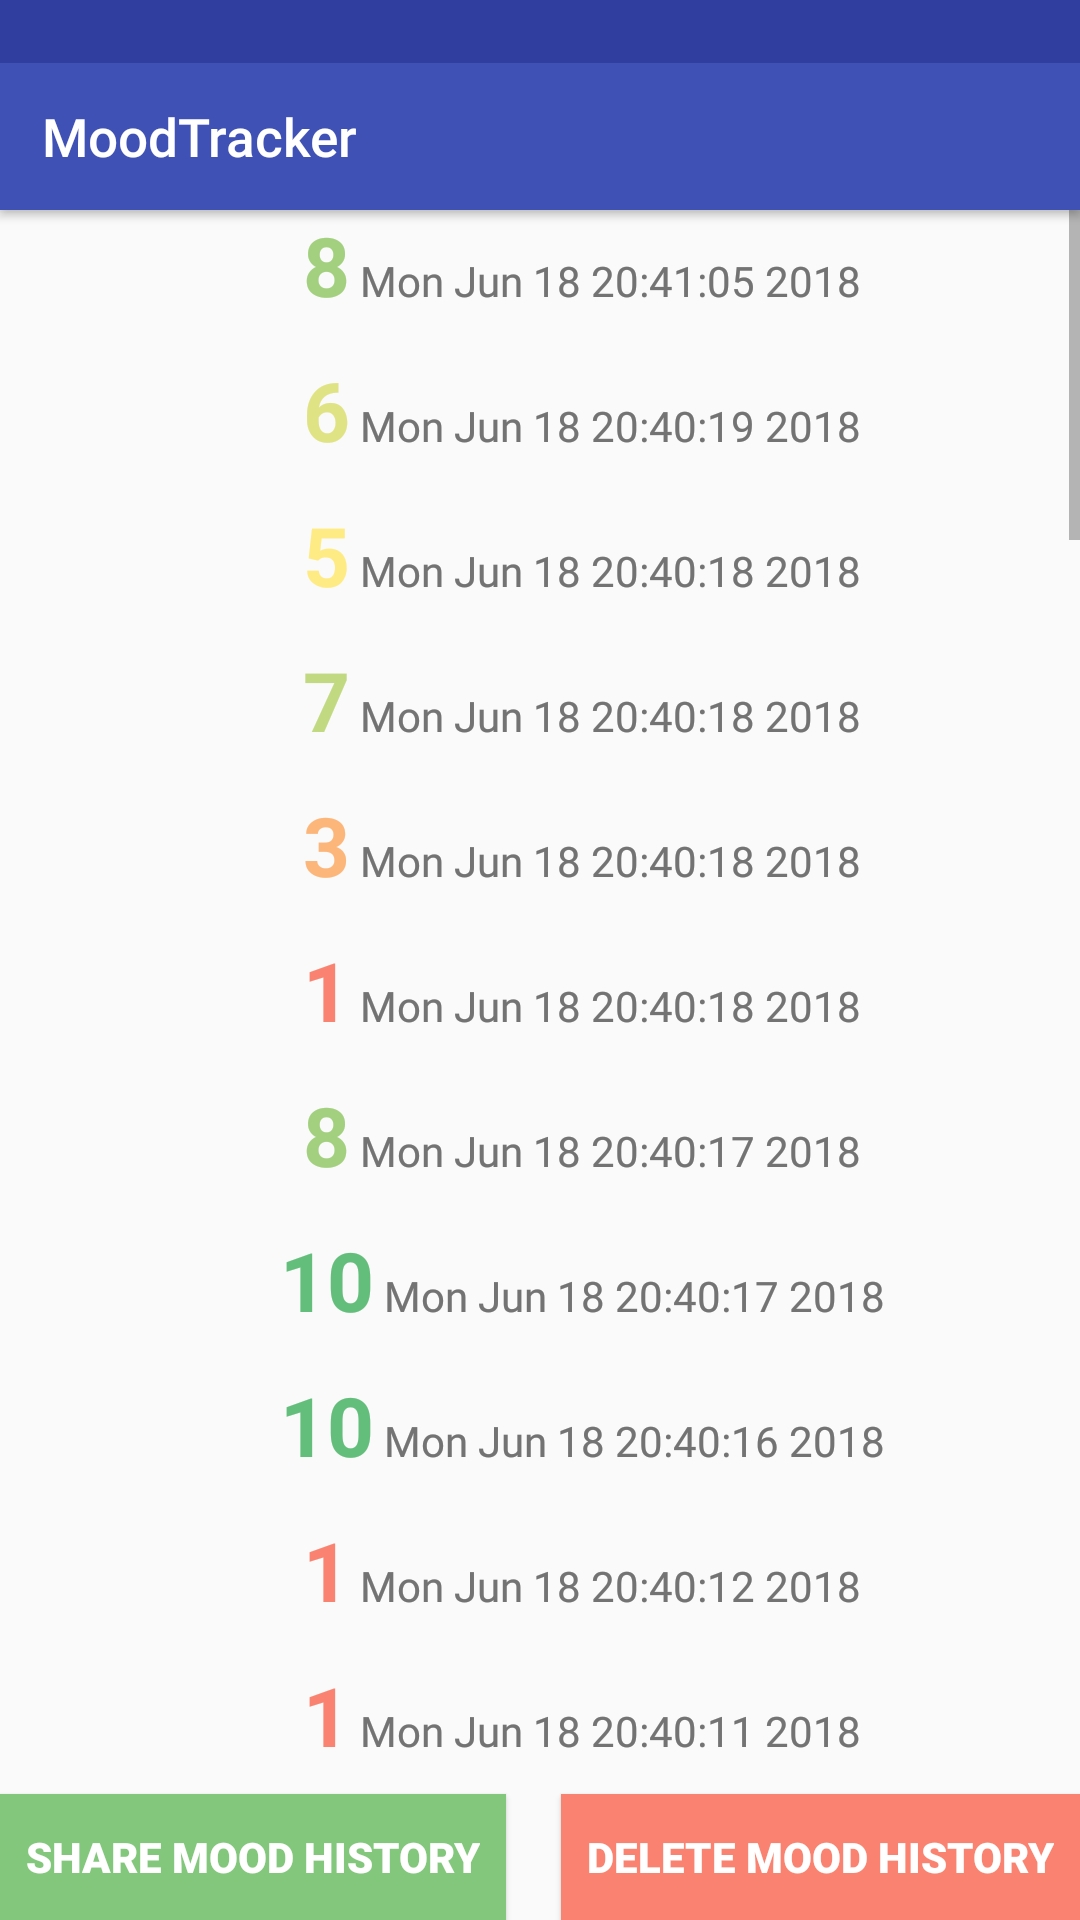 MoodTracker
8 Mon Jun 18 20:41:05 2018
6 Mon Jun 18 20:40:19 2018
5 Mon Jun 18 20:40:18 2018
7 Mon Jun 18 20:40:18 2018
3 Mon Jun 18 20:40:18 2018
1 Mon Jun 18 20:40:18 2018
8 Mon Jun 18 20:40:17 2018
10 Mon Jun 18 20:40:17 2018
10 Mon Jun 18 20:40:16 2018
1 Mon Jun 18 20:40:12 2018
1 Mon Jun 18 20:40:11 2018
SHARE MOOD HISTORY
DELETE MOOD HISTORY